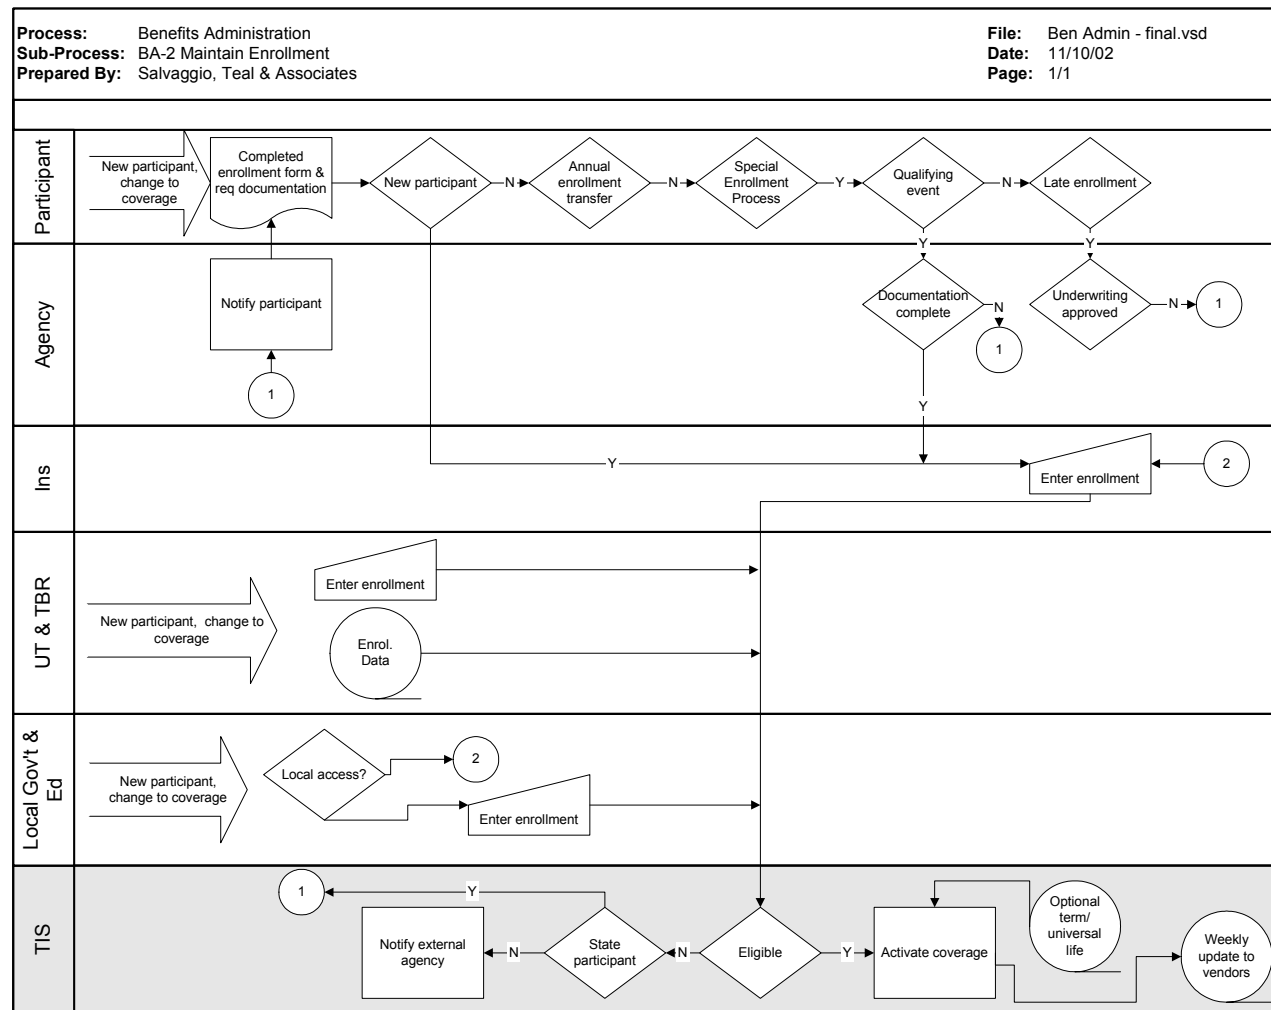 Process: Benefits Administration
Sub-Process: BA-2 Maintain Enrollment
Prepared By: Salvaggio, Teal & Associates
File: Ben Admin - final.vsd
Date: 11/10/02
Page: 1/1
Participant
New participant,
change to
coverage
Completed
enrollment form &
req documentation
New participant
N
Annual
enrollment
transfer
N
Special
Enrollment
Process
Y
Qualifying
event
N
Late enrollment
Y
Y
Agency
Notify participant
1
Documentation
complete
N
1
Underwriting
approved
N
1
Y
Ins
Y
Enter enrollment
2
UT & TBR
New participant, change to
coverage
Enter enrollment
Enrol.
Data
Local Gov't &
Ed
New participant,
change to coverage
Local access?
2
Enter enrollment
TIS
1
Y
Notify external
agency
N
State
participant
N
Eligible
Y
Activate coverage
Optional
term/
universal
life
Weekly
update to
vendors